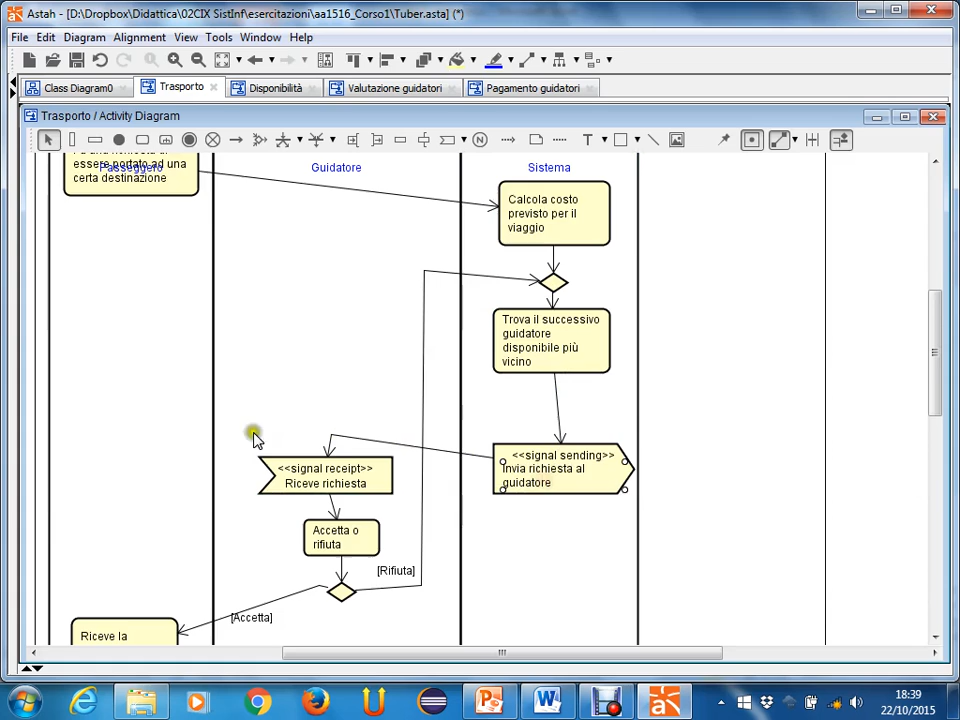 Astah - [D:\Dropbox\Didattica\02CIX SistInf\esercitazioni\aa1516_Corso1\Tuber.asta] (*)
File Edit Diagram Alignment View Tools Window Help
Class Diagram0 Trasporto Disponibilità Valutazione guidatori Pagamento guidatori
Trasporto / Activity Diagram
Passeggero Guidatore Sistema
essere portato ad una
certa destinazione
Calcola costo
previsto per il
viaggio
Trova il successivo
guidatore
disponibile più
vicino
<<signal sending>>
Invia richiesta al
guidatore
<<signal receipt>>
Riceve richiesta
Accetta o
rifiuta
[Rifiuta]
[Accetta]
Riceve la
18:39
22/10/2015